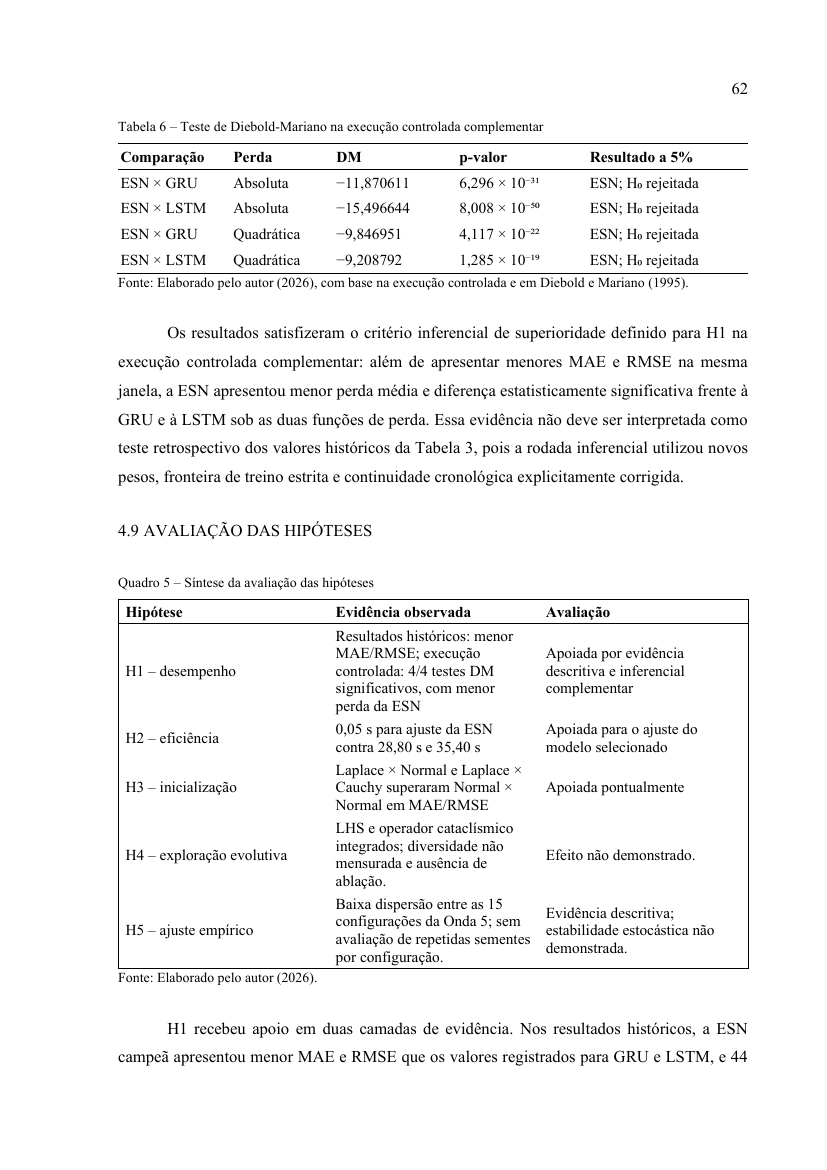 62
Tabela 6 – Teste de Diebold-Mariano na execução controlada complementar
Comparação Perda DM p-valor Resultado a 5%
ESN × GRU Absoluta −11,870611 6,296 × 10⁻³¹ ESN; H₀ rejeitada
ESN × LSTM Absoluta −15,496644 8,008 × 10⁻⁵⁰ ESN; H₀ rejeitada
ESN × GRU Quadrática −9,846951 4,117 × 10⁻²² ESN; H₀ rejeitada
ESN × LSTM Quadrática −9,208792 1,285 × 10⁻¹⁹ ESN; H₀ rejeitada
Fonte: Elaborado pelo autor (2026), com base na execução controlada e em Diebold e Mariano (1995).
Os resultados satisfizeram o critério inferencial de superioridade definido para H1 na
execução controlada complementar: além de apresentar menores MAE e RMSE na mesma
janela, a ESN apresentou menor perda média e diferença estatisticamente significativa frente à
GRU e à LSTM sob as duas funções de perda. Essa evidência não deve ser interpretada como
teste retrospectivo dos valores históricos da Tabela 3, pois a rodada inferencial utilizou novos
pesos, fronteira de treino estrita e continuidade cronológica explicitamente corrigida.
4.9 AVALIAÇÃO DAS HIPÓTESES
Quadro 5 – Síntese da avaliação das hipóteses
Hipótese Evidência observada Avaliação
H1 – desempenho
Resultados históricos: menor
MAE/RMSE; execução
controlada: 4/4 testes DM
significativos, com menor
perda da ESN
Apoiada por evidência
descritiva e inferencial
complementar
H2 – eficiência
0,05 s para ajuste da ESN
contra 28,80 s e 35,40 s
Apoiada para o ajuste do
modelo selecionado
H3 – inicialização
Laplace × Normal e Laplace ×
Cauchy superaram Normal ×
Normal em MAE/RMSE
Apoiada pontualmente
H4 – exploração evolutiva
LHS e operador cataclísmico
integrados; diversidade não
mensurada e ausência de
ablação.
Efeito não demonstrado.
H5 – ajuste empírico
Baixa dispersão entre as 15
configurações da Onda 5; sem
avaliação de repetidas sementes
por configuração.
Evidência descritiva;
estabilidade estocástica não
demonstrada.
Fonte: Elaborado pelo autor (2026).
H1 recebeu apoio em duas camadas de evidência. Nos resultados históricos, a ESN
campeã apresentou menor MAE e RMSE que os valores registrados para GRU e LSTM, e 44